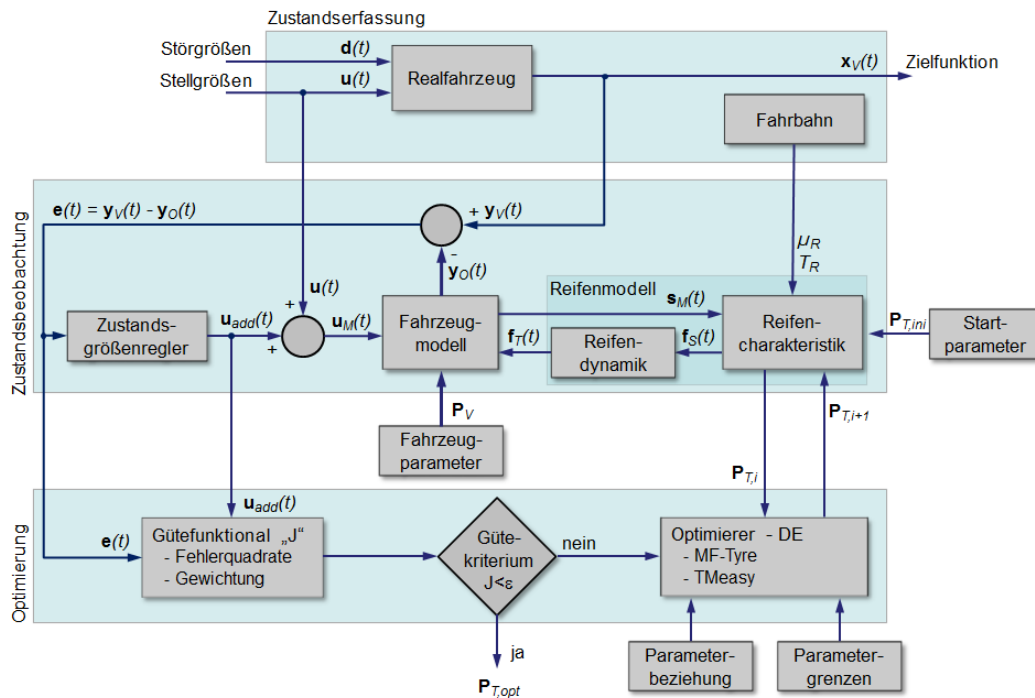 Zustandserfassung
Störgrößen
d(t)
Stellgrößen
u(t)
Realfahrzeug
x_V(t)
Zielfunktion
Fahrbahn
Zustandsbeobachtung
e(t) = y_V(t) - y_O(t)
+ y_V(t)
-
y_O(t)
μ_R
T_R
u(t)
+
Reifenmodell
s_M(t)
Zustands-
größenregler
u_add(t)
+
u_M(t)
Fahrzeug-
modell
f_T(t)
Reifen-
dynamik
f_S(t)
Reifen-
charakteristik
P_T,ini
Start-
parameter
P_V
Fahrzeug-
parameter
P_T,i
P_T,i+1
Optimierung
u_add(t)
e(t)
Gütefunktional „J“
- Fehlerquadrate
- Gewichtung
Güte-
kriterium
J<ε
nein
Optimierer - DE
- MF-Tyre
- TMeasy
ja
P_T,opt
Parameter-
beziehung
Parameter-
grenzen